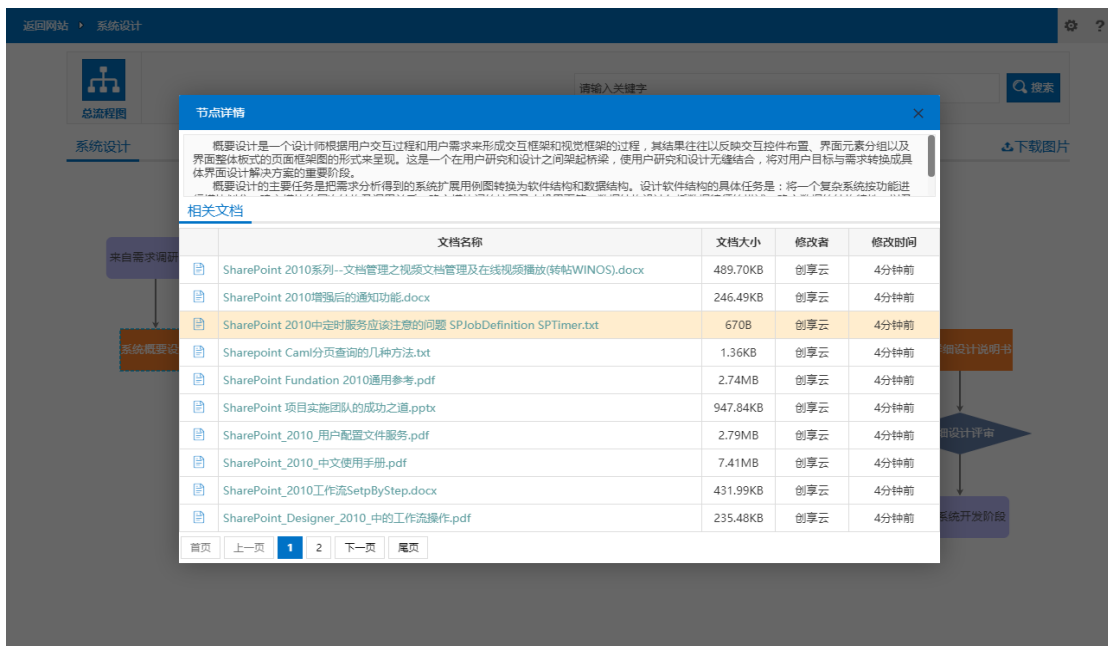 返回网站 系统设计
?
总流程图
请输入关键字
搜索
系统设计
下载图片
节点详情
概要设计是一个设计师根据用户交互过程和用户需求来形成交互框架和视觉框架的过程，其结果往往以反映交互控件布置、界面元素分组以及
界面整体板式的页面框架图的形式来呈现。这是一个在用户研究和设计之间架起桥梁，使用户研究和设计无缝结合，将对用户目标与需求转换成具
体界面设计解决方案的重要阶段。
概要设计的主要任务是把需求分析得到的系统扩展用例图转换为软件结构和数据结构。设计软件结构的具体任务是：将一个复杂系统按功能进
相关文档
文档名称 文档大小 修改者 修改时间
SharePoint 2010系列--文档管理之视频文档管理及在线视频播放(转帖WINOS).docx 489.70KB 创享云 4分钟前
SharePoint 2010增强后的通知功能.docx 246.49KB 创享云 4分钟前
SharePoint 2010中定时服务应该注意的问题 SPJobDefinition SPTimer.txt 670B 创享云 4分钟前
Sharepoint Caml分页查询的几种方法.txt 1.36KB 创享云 4分钟前
SharePoint Fundation 2010通用参考.pdf 2.74MB 创享云 4分钟前
SharePoint 项目实施团队的成功之道.pptx 947.84KB 创享云 4分钟前
SharePoint_2010_用户配置文件服务.pdf 2.79MB 创享云 4分钟前
SharePoint_2010_中文使用手册.pdf 7.41MB 创享云 4分钟前
SharePoint_2010工作流SetpByStep.docx 431.99KB 创享云 4分钟前
SharePoint_Designer_2010_中的工作流操作.pdf 235.48KB 创享云 4分钟前
首页 上一页 1 2 下一页 尾页
来自需求调研
系统概要设
细设计说明书
设计评审
系统开发阶段